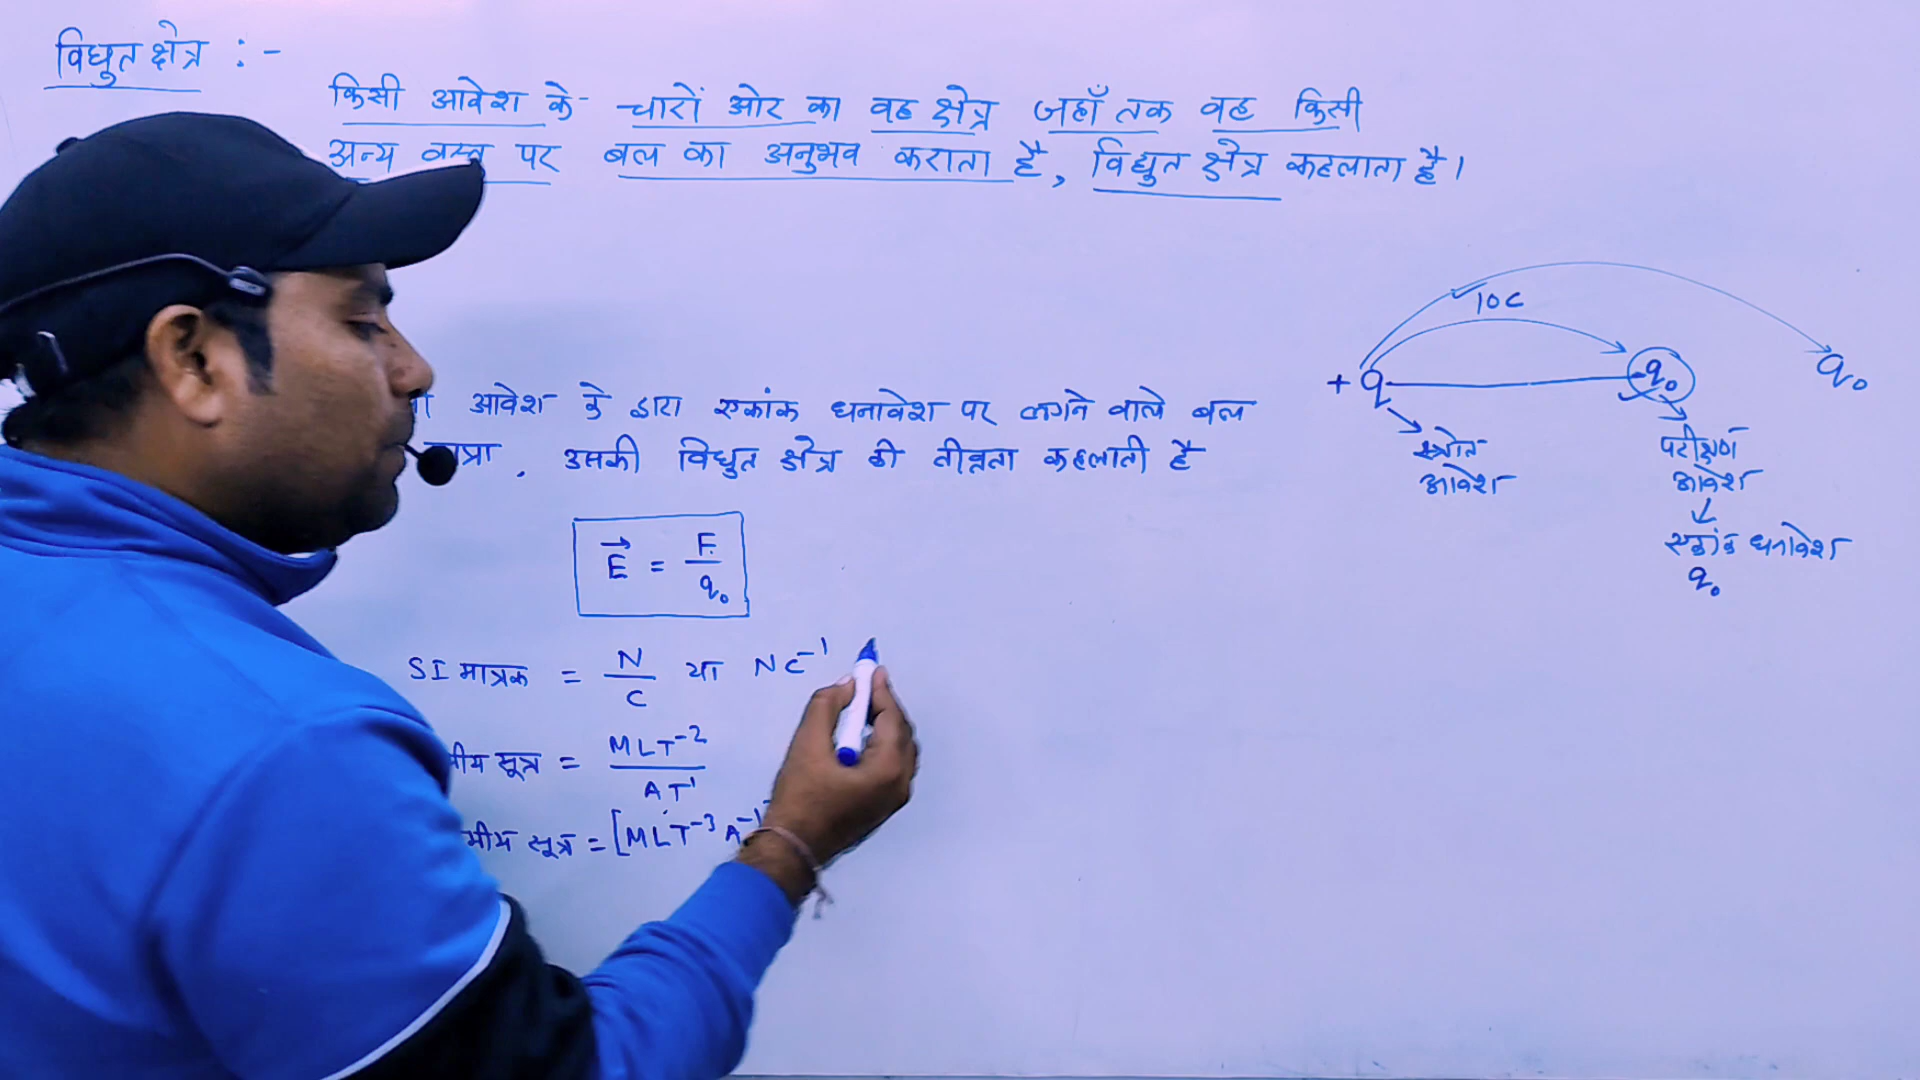 विद्युत क्षेत्र :-
किसी आवेश के चारों ओर का वह क्षेत्र जहाँ तक वह किसी
अन्य वस्तु पर बल का अनुभव कराता है, विद्युत क्षेत्र कहलाता है।
आवेश के द्वारा एकांक धनावेश पर लगने वाले बल
उसकी विद्युत क्षेत्र की तीव्रता कहलाती है
E⃗ = F/q₀
SI मात्रक = N/C या NC⁻¹
सूत्र = MLT⁻²/AT¹
सूत्र = [MLT⁻³A⁻¹
10C
+q
-q₀
q₀
स्त्रोत
आवेश
परीक्षण
आवेश
↓
एकांक धनावेश
q₀